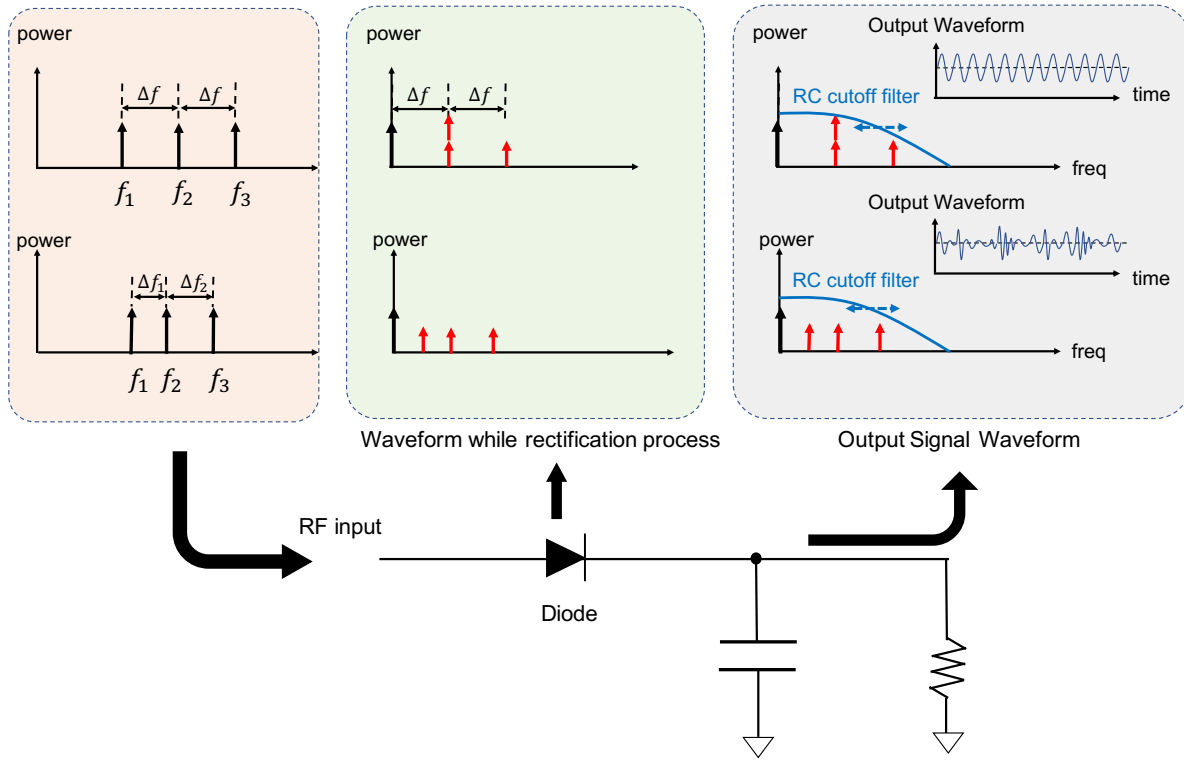 power
Δf Δf
f₁ f₂ f₃
power
Δf₁ Δf₂
f₁ f₂ f₃
power
Δf Δf
power
Output Waveform
power
time
RC cutoff filter
freq
Output Waveform
power
time
RC cutoff filter
freq
Waveform while rectification process
Output Signal Waveform
RF input
Diode